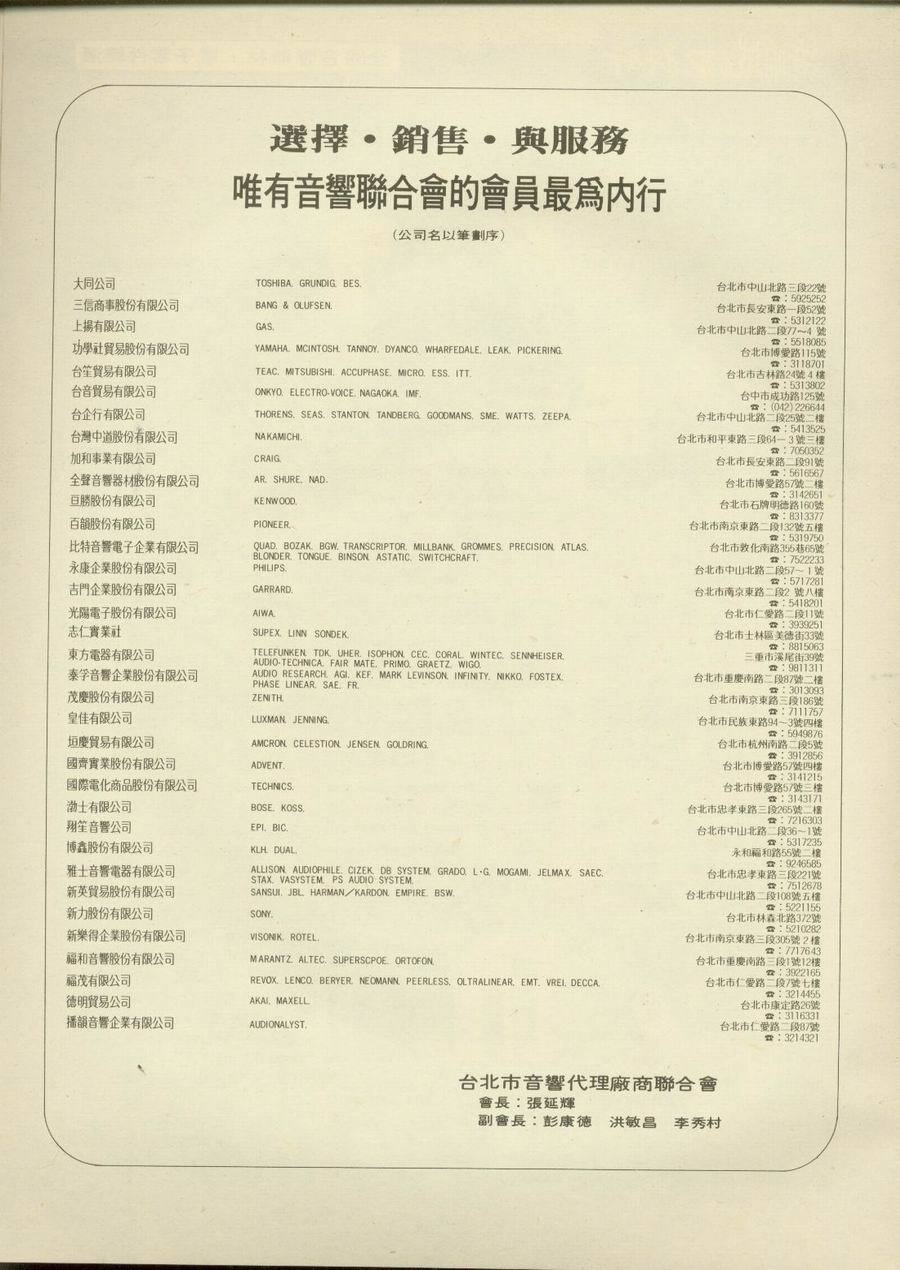 選擇・銷售・與服務
唯有音響聯合會的會員最為內行
(公司名以筆劃序)
大同公司 TOSHIBA. GRUNDIG. BES. 台北市中山北路三段22號
☎：5925252
三信商事股份有限公司 BANG & OLUFSEN. 台北市長安東路一段52號
☎：5312122
上揚有限公司 GAS. 台北市中山北路二段77～4 號
☎：5518085
功學社貿易股份有限公司 YAMAHA. MCINTOSH. TANNOY. DYANCO. WHARFEDALE. LEAK. PICKERING. 台北市博愛路115號
☎：3118701
台笙貿易有限公司 TEAC. MITSUBISHI. ACCUPHASE. MICRO. ESS. ITT. 台北市吉林路24號 4 樓
☎：5313802
台音貿易有限公司 ONKYO. ELECTRO-VOICE. NAGAOKA. IMF. 台中市成功路125號
☎：(042)226644
台企行有限公司 THORENS. SEAS. STANTON. TANDBERG. GOODMANS. SME. WATTS. ZEEPA. 台北市中山北路二段25號二樓
☎：5413525
台灣中道股份有限公司 NAKAMICHI. 台北市和平東路三段64－3號三樓
☎：7050352
加和事業有限公司 CRAIG. 台北市長安東路二段91號
☎：5616567
全聲音響器材股份有限公司 AR. SHURE. NAD. 台北市博愛路57號二樓
☎：3142651
亘勝股份有限公司 KENWOOD. 台北市石牌明德路160號
☎：8313377
百韻股份有限公司 PIONEER. 台北市南京東路二段132號五樓
☎：5319750
比特音響電子企業有限公司 QUAD. BOZAK. BGW. TRANSCRIPTOR. MILLBANK. GROMMES. PRECISION. ATLAS. 台北市敦化南路355巷65號
BLONDER. TONGUE. BINSON. ASTATIC. SWITCHCRAFT. ☎：7522233
永康企業股份有限公司 PHILIPS. 台北市中山北路二段57～1號
☎：5717281
吉門企業股份有限公司 GARRARD. 台北市南京東路二段2 號八樓
☎：5418201
光陽電子股份有限公司 AIWA. 台北市仁愛路二段11號
☎：3939251
志仁實業社 SUPEX. LINN SONDEK. 台北市士林區美德街33號
☎：8815063
東方電器有限公司 TELEFUNKEN. TDK. UHER. ISOPHON. CEC. CORAL. WINTEC. SENNHEISER. 三重市溪尾街39號
AUDIO-TECHNICA. FAIR MATE. PRIMO. GRAETZ. WIGO. ☎：9811311
泰孚音響企業股份有限公司 AUDIO RESEARCH. AGI. KEF. MARK LEVINSON. INFINITY. NIKKO. FOSTEX. 台北市重慶南路二段87號二樓
PHASE LINEAR. SAE. FR. ☎：3013093
茂慶股份有限公司 ZENITH. 台北市南京東路三段186號
☎：7111757
皇佳有限公司 LUXMAN. JENNING. 台北市民族東路94～3號四樓
☎：5949876
垣慶貿易有限公司 AMCRON. CELESTION. JENSEN. GOLDRING. 台北市杭州南路二段5號
☎：3912856
國齊實業股份有限公司 ADVENT. 台北市博愛路57號四樓
☎：3141215
國際電化商品股份有限公司 TECHNICS. 台北市博愛路57號三樓
☎：3143171
渤士有限公司 BOSE. KOSS. 台北市忠孝東路三段265號二樓
☎：7216303
翔笙音響公司 EPI. BIC. 台北市中山北路二段36～1號
☎：5317235
博鑫股份有限公司 KLH. DUAL. 永和福和路55號二樓
☎：9246585
雅士音響電器有限公司 ALLISON. AUDIOPHILE. CIZEK. DB SYSTEM. GRADO. L・G. MOGAMI. JELMAX. SAEC. 台北市忠孝東路三段221號
STAX. VASYSTEM. PS AUDIO SYSTEM. ☎：7512678
新英貿易股份有限公司 SANSUI. JBL. HARMAN／KARDON. EMPIRE. BSW. 台北市中山北路二段108號五樓
☎：5221155
新力股份有限公司 SONY. 台北市林森北路372號
☎：5210282
新樂得企業股份有限公司 VISONIK. ROTEL. 台北市南京東路三段305號 2 樓
☎：7717643
福和音響股份有限公司 MARANTZ. ALTEC. SUPERSCPOE. ORTOFON. 台北市重慶南路三段1號12樓
☎：3922165
福茂有限公司 REVOX. LENCO. BERYER. NEOMANN. PEERLESS. OLTRALINEAR. EMT. VREI. DECCA. 台北市仁愛路二段7號七樓
☎：3214455
德明貿易公司 AKAI. MAXELL. 台北市康定路26號
☎：3116331
播韻音響企業有限公司 AUDIONALYST. 台北市仁愛路二段87號
☎：3214321
台北市音響代理廠商聯合會
會長：張延輝
副會長：彭康德 洪敏昌 李秀村